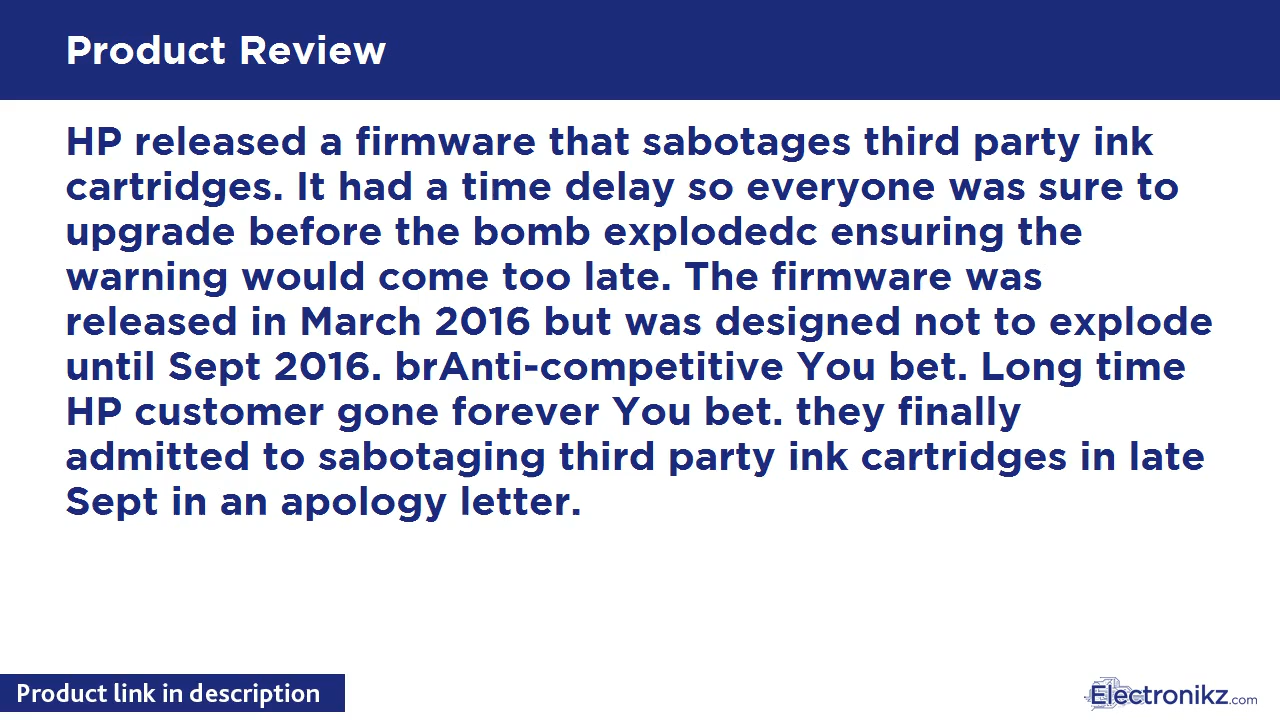 Product Review
HP released a firmware that sabotages third party ink
cartridges. It had a time delay so everyone was sure to
upgrade before the bomb explodedc ensuring the
warning would come too late. The firmware was
released in March 2016 but was designed not to explode
until Sept 2016. brAnti-competitive You bet. Long time
HP customer gone forever You bet. they finally
admitted to sabotaging third party ink cartridges in late
Sept in an apology letter.
Product link in description
Electronikz.com